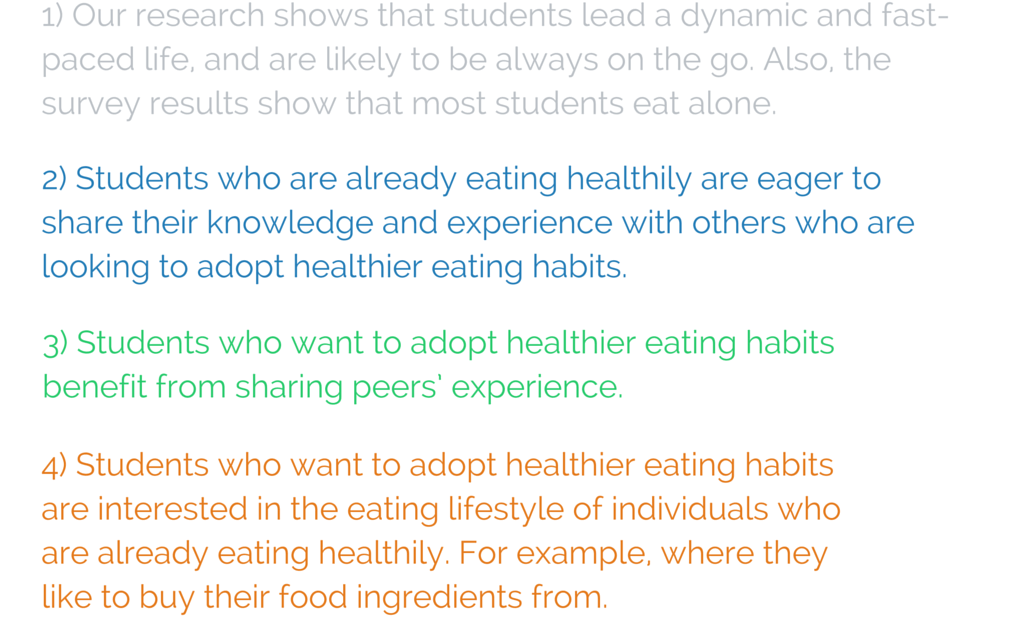 1) Our research shows that students lead a dynamic and fast-
paced life, and are likely to be always on the go. Also, the
survey results show that most students eat alone.
2) Students who are already eating healthily are eager to
share their knowledge and experience with others who are
looking to adopt healthier eating habits.
3) Students who want to adopt healthier eating habits
benefit from sharing peers' experience.
4) Students who want to adopt healthier eating habits
are interested in the eating lifestyle of individuals who
are already eating healthily. For example, where they
like to buy their food ingredients from.